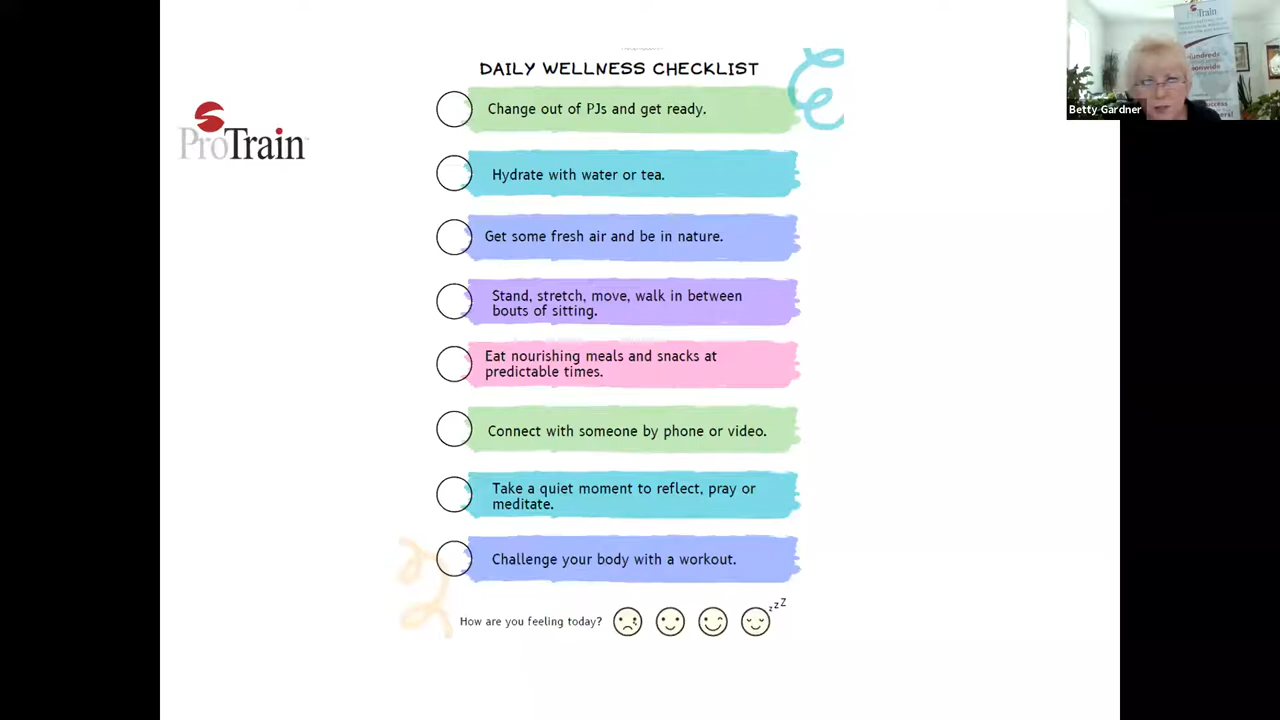 DAILY WELLNESS CHECKLIST
Change out of PJs and get ready.
Hydrate with water or tea.
Get some fresh air and be in nature.
Stand, stretch, move, walk in between
bouts of sitting.
Eat nourishing meals and snacks at
predictable times.
Connect with someone by phone or video.
Take a quiet moment to reflect, pray or
meditate.
Challenge your body with a workout.
How are you feeling today?
zzZ
ProTrain
ProTrain
Betty Gardner